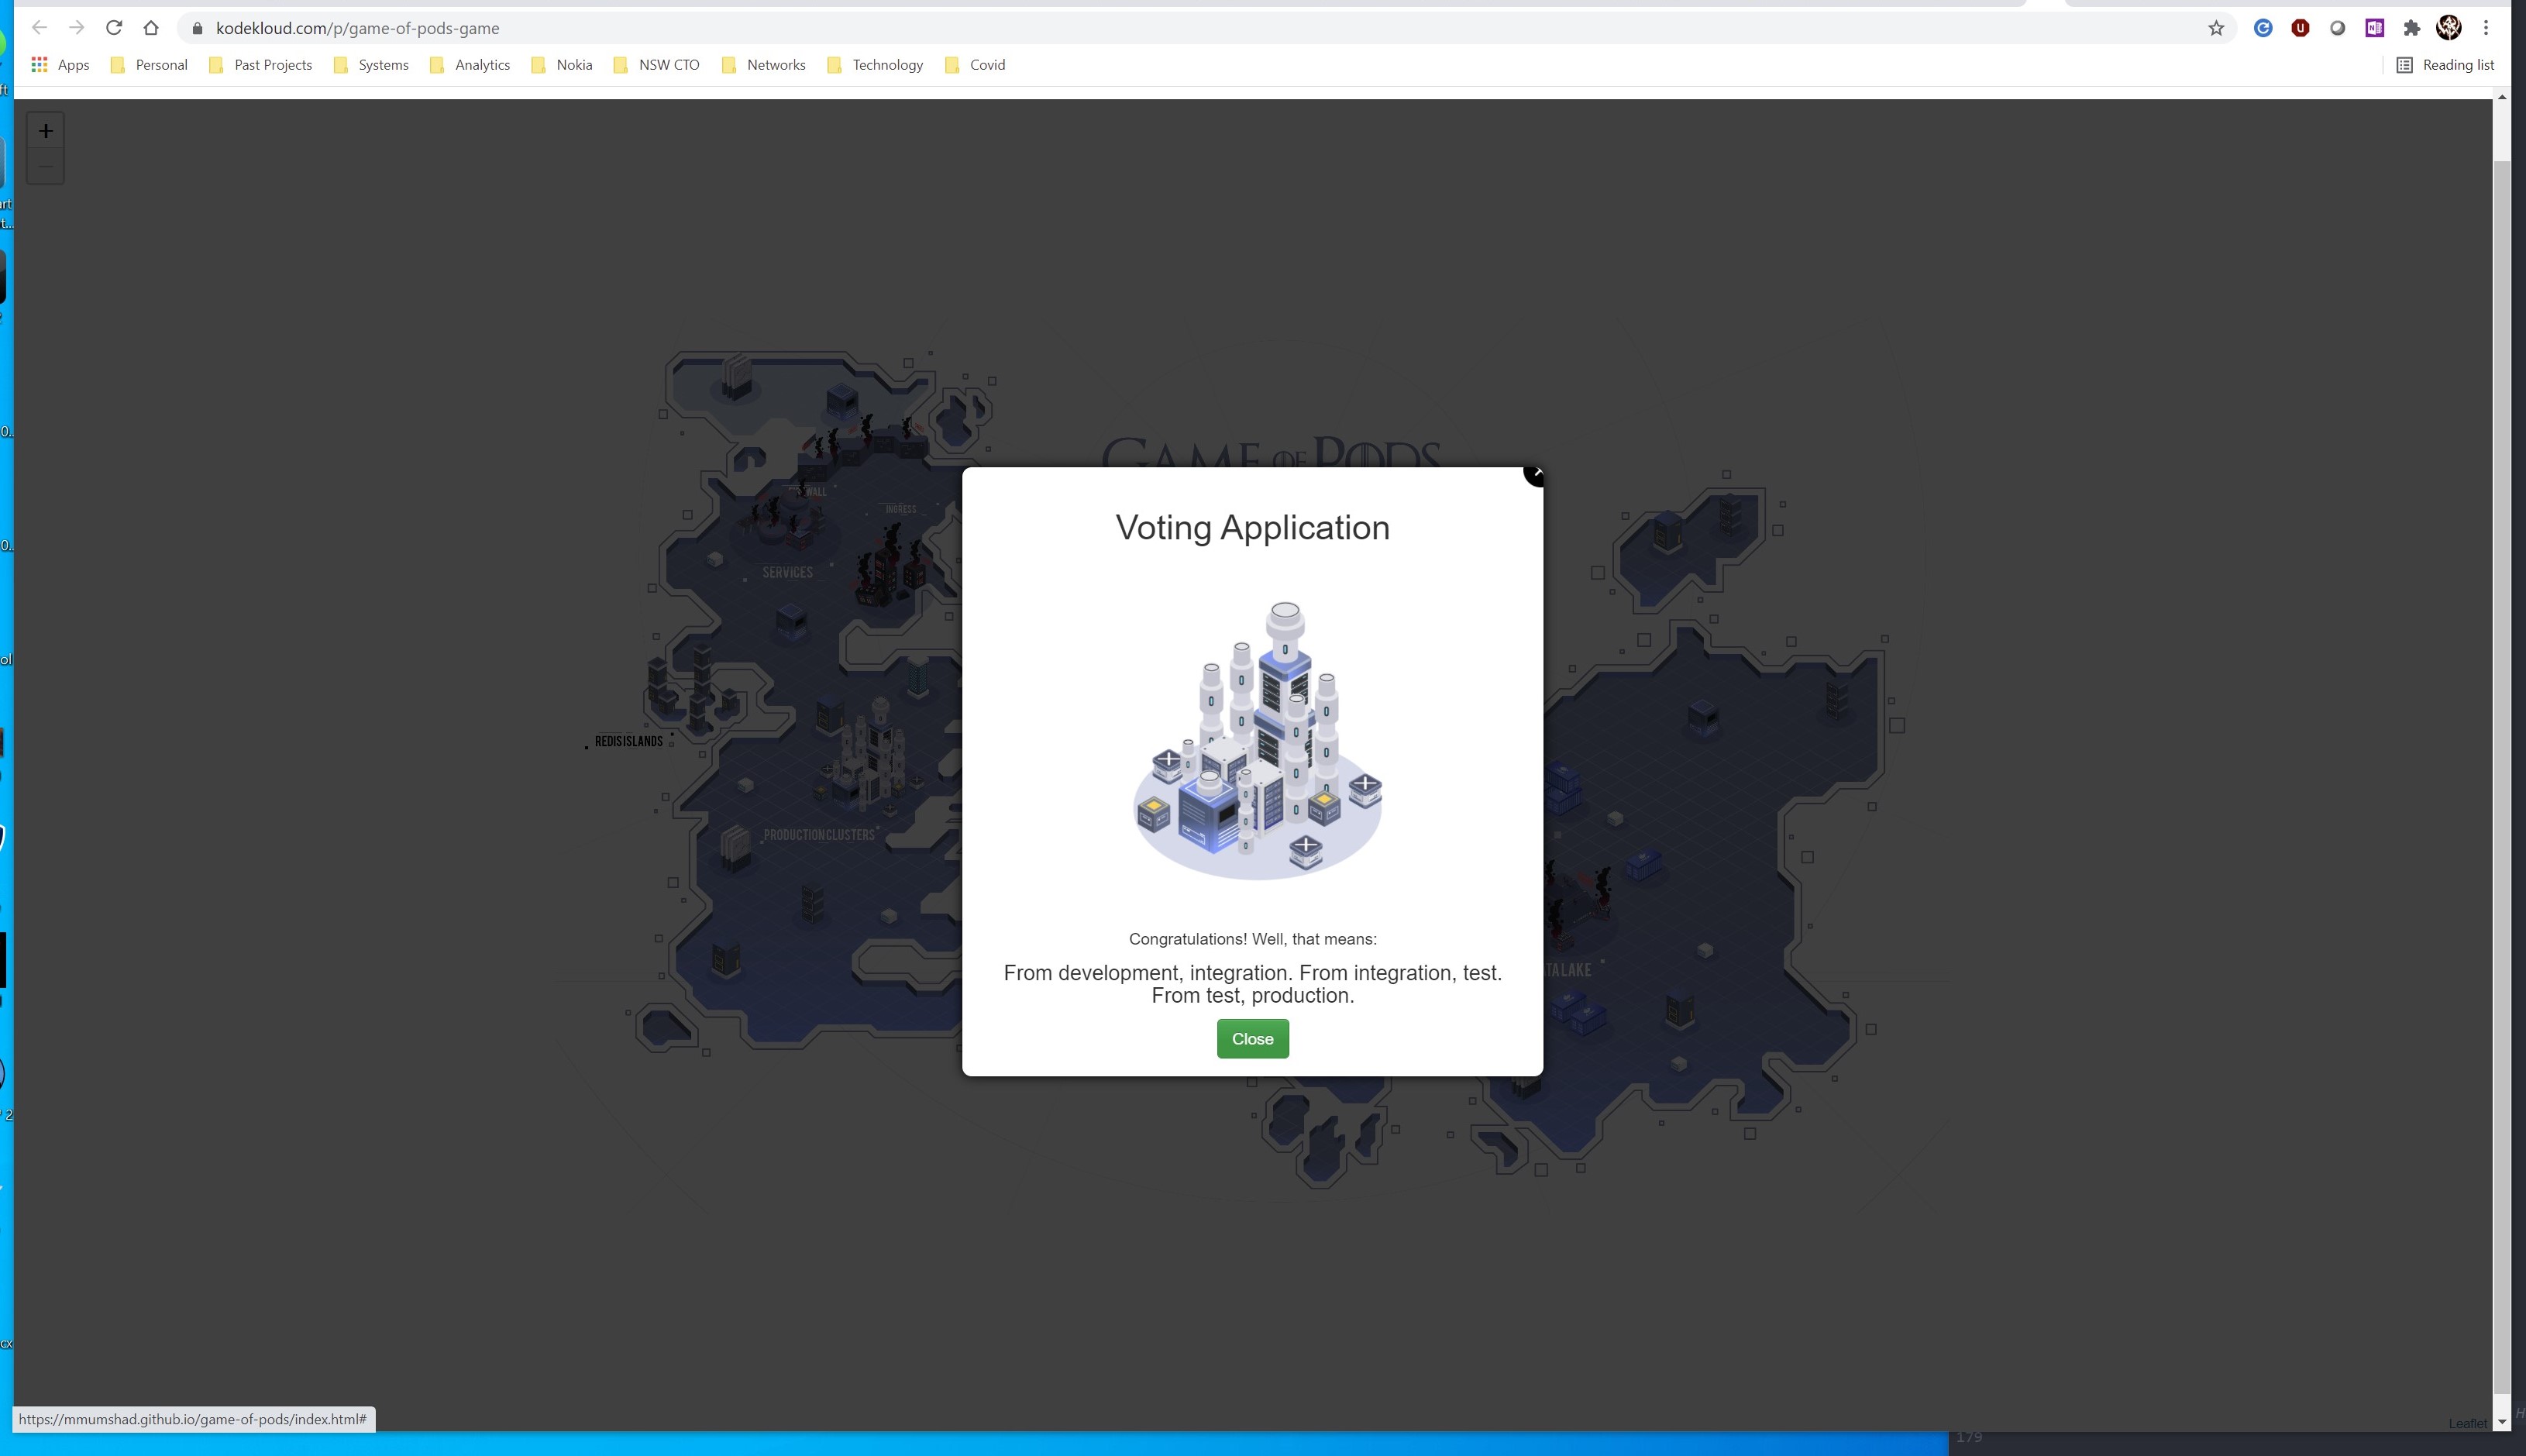 kodekloud.com/p/game-of-pods-game
Apps Personal Past Projects Systems Analytics Nokia NSW CTO Networks Technology Covid Reading list
+
GAME OF PODS
WALL
INGRESS
SERVICES
REDIS ISLANDS
PRODUCTION CLUSTERS
Voting Application
Congratulations! Well, that means:
From development, integration. From integration, test.
From test, production.
Close
https://mmumshad.github.io/game-of-pods/index.html#
Leaflet
179